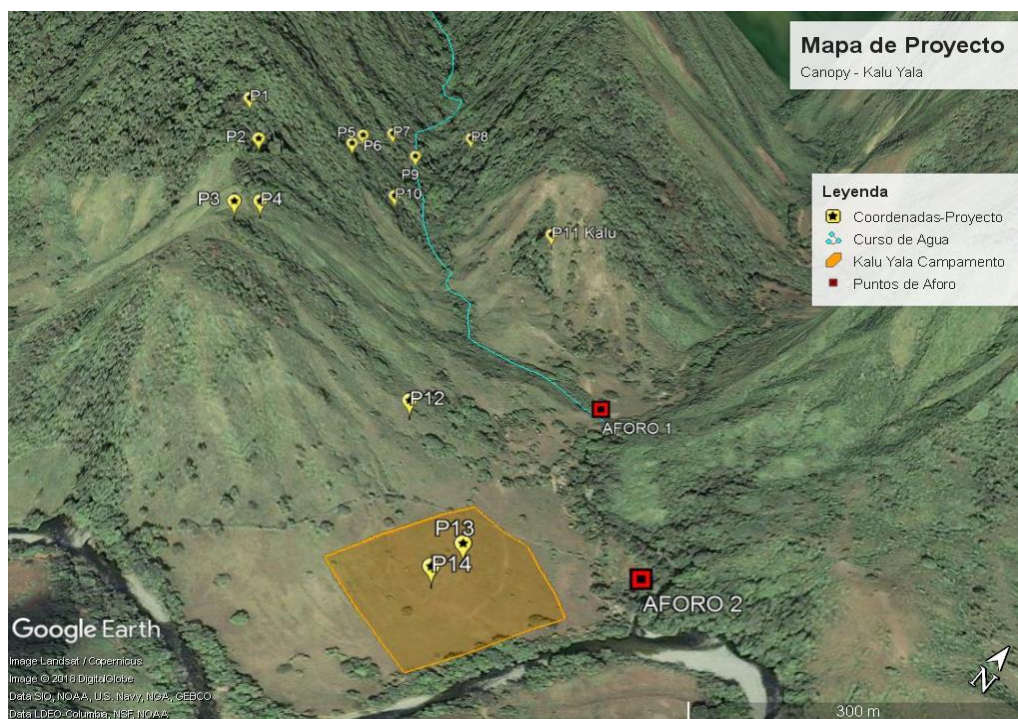 Mapa de Proyecto
Canopy - Kalu Yala
P1
P2
P5
P6
P7
P8
P9
P10
P3
P4
P11 Kalu
Leyenda
Coordenadas-Proyecto
Curso de Agua
Kalu Yala Campamento
Puntos de Aforo
P12
AFORO 1
P13
P14
AFORO 2
Google Earth
Image Landsat / Copernicus
Image © 2018 DigitalGlobe
Data SIO, NOAA, U.S. Navy, NGA, GEBCO
Data LDEO-Columbia, NSF, NOAA
N
300 m